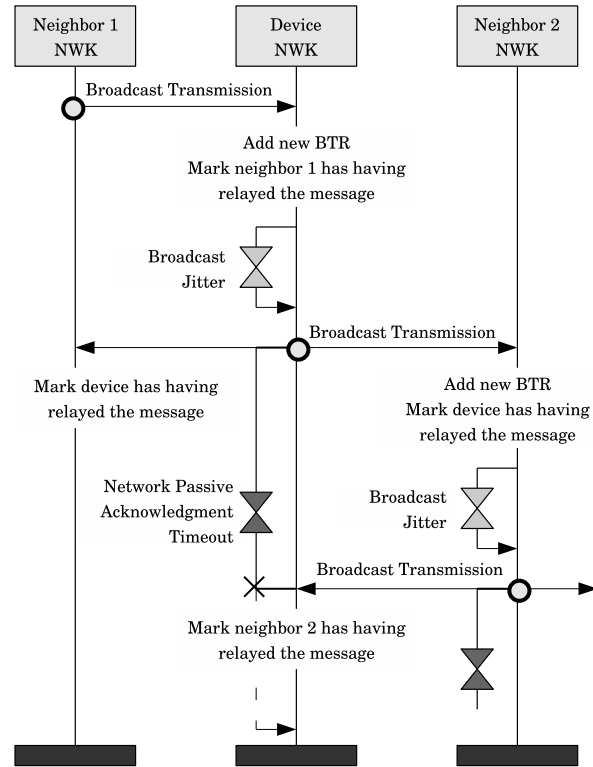 Neighbor 1
NWK
Device
NWK
Neighbor 2
NWK
Broadcast Transmission
Add new BTR
Mark neighbor 1 has having
relayed the message
Broadcast
Jitter
Broadcast Transmission
Mark device has having
relayed the message
Add new BTR
Mark device has having
relayed the message
Network Passive
Acknowledgment
Timeout
Broadcast
Jitter
Broadcast Transmission
Mark neighbor 2 has having
relayed the message